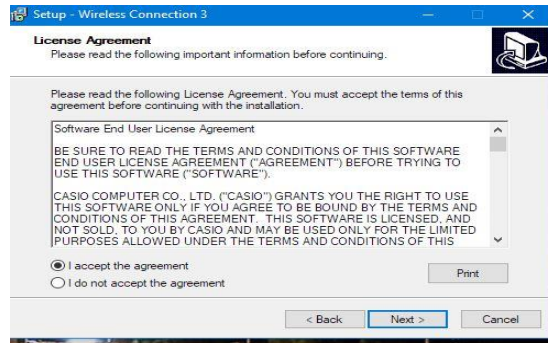 Setup - Wireless Connection 3
License Agreement
Please read the following important information before continuing.
Please read the following License Agreement. You must accept the terms of this
agreement before continuing with the installation.
Software End User License Agreement
BE SURE TO READ THE TERMS AND CONDITIONS OF THIS SOFTWARE
END USER LICENSE AGREEMENT ("AGREEMENT") BEFORE TRYING TO
USE THIS SOFTWARE ("SOFTWARE").
CASIO COMPUTER CO., LTD. ("CASIO") GRANTS YOU THE RIGHT TO USE
THIS SOFTWARE ONLY IF YOU AGREE TO BE BOUND BY THE TERMS AND
CONDITIONS OF THIS AGREEMENT. THIS SOFTWARE IS LICENSED, AND
NOT SOLD, TO YOU BY CASIO AND MAY BE USED ONLY FOR THE LIMITED
PURPOSES ALLOWED UNDER THE TERMS AND CONDITIONS OF THIS
I accept the agreement
Print
I do not accept the agreement
< Back
Next >
Cancel